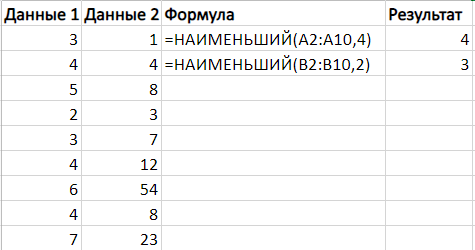 Данные 1 Данные 2 Формула Результат
3 1 =НАИМЕНЬШИЙ(A2:A10,4) 4
4 4 =НАИМЕНЬШИЙ(B2:B10,2) 3
5 8
2 3
3 7
4 12
6 54
4 8
7 23